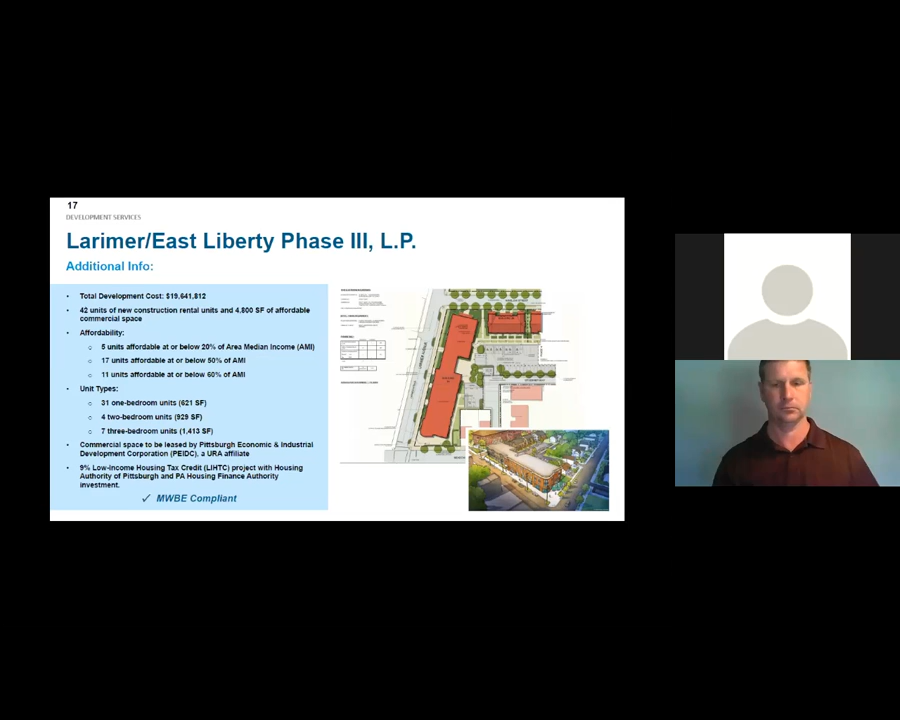 17
DEVELOPMENT SERVICES
Larimer/East Liberty Phase III, L.P.
Additional Info:
• Total Development Cost: $19,641,812
• 42 units of new construction rental units and 4,800 SF of affordable
commercial space
• Affordability:
o 5 units affordable at or below 20% of Area Median Income (AMI)
o 17 units affordable at or below 50% of AMI
o 11 units affordable at or below 60% of AMI
• Unit Types:
o 31 one-bedroom units (621 SF)
o 4 two-bedroom units (929 SF)
o 7 three-bedroom units (1,413 SF)
• Commercial space to be leased by Pittsburgh Economic & Industrial
Development Corporation (PEIDC), a URA affiliate
• 9% Low-Income Housing Tax Credit (LIHTC) project with Housing
Authority of Pittsburgh and PA Housing Finance Authority
investment.
✓ MWBE Compliant